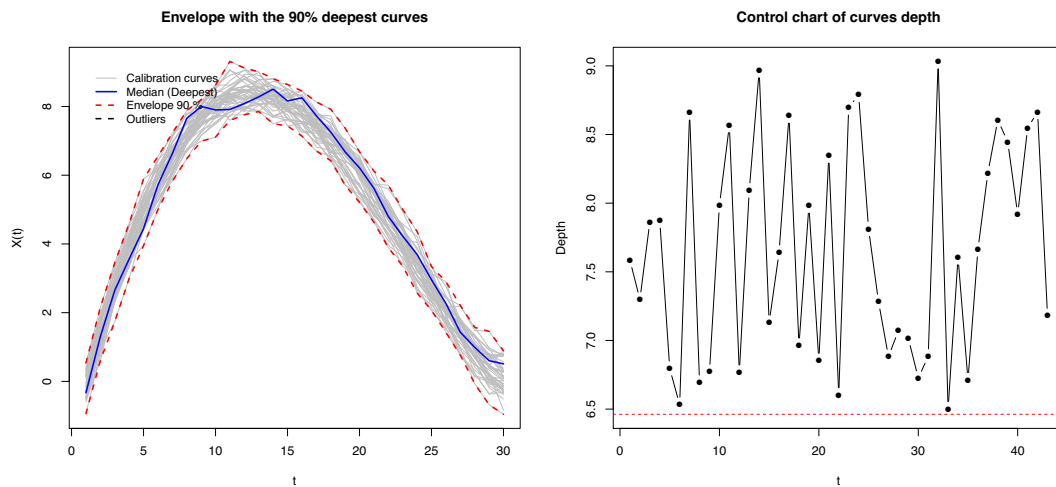 Envelope with the 90% deepest curves
Calibration curves
Median (Deepest)
Envelope 90 %
Outliers
X(t)
0
2
4
6
8
0
5
10
15
20
25
30
t
Control chart of curves depth
Depth
6.5
7.0
7.5
8.0
8.5
9.0
0
10
20
30
40
t